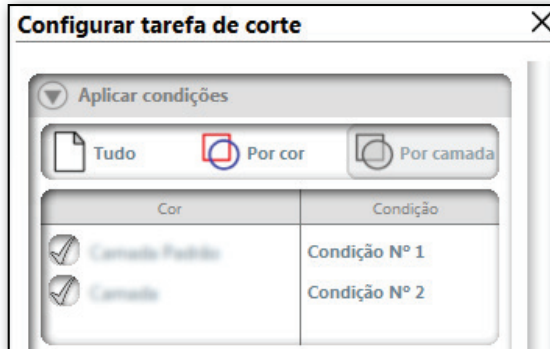 Configurar tarefa de corte
Aplicar condições
Tudo Por cor Por camada
Cor Condição
Condição Nº 1
Condição Nº 2